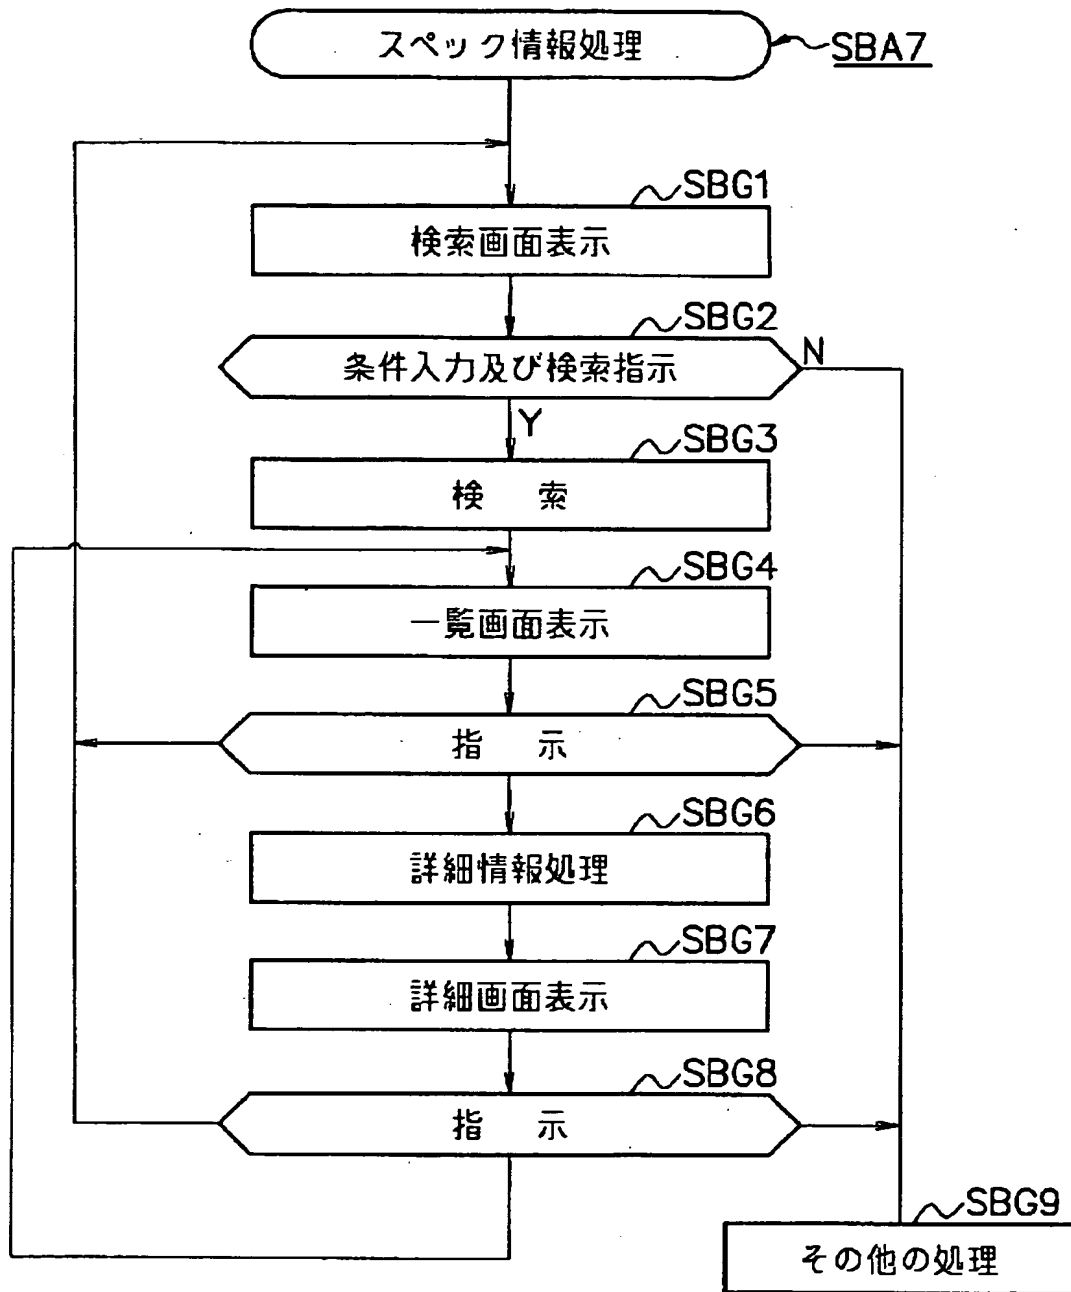 スペック情報処理
SBA7
SBG1
検索画面表示
SBG2
条件入力及び検索指示
N
Y
SBG3
検 索
SBG4
一覧画面表示
SBG5
指 示
SBG6
詳細情報処理
SBG7
詳細画面表示
SBG8
指 示
SBG9
その他の処理